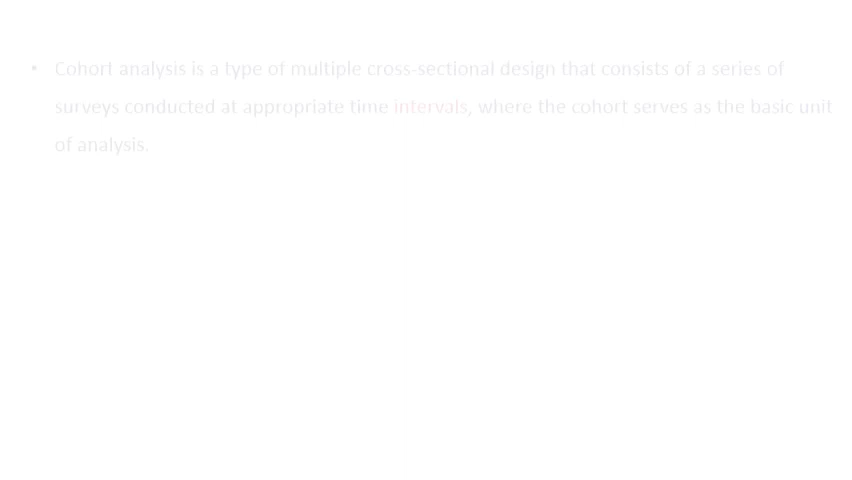 • Cohort analysis is a type of multiple cross-sectional design that consists of a series of
surveys conducted at appropriate time intervals, where the cohort serves as the basic unit
of analysis.